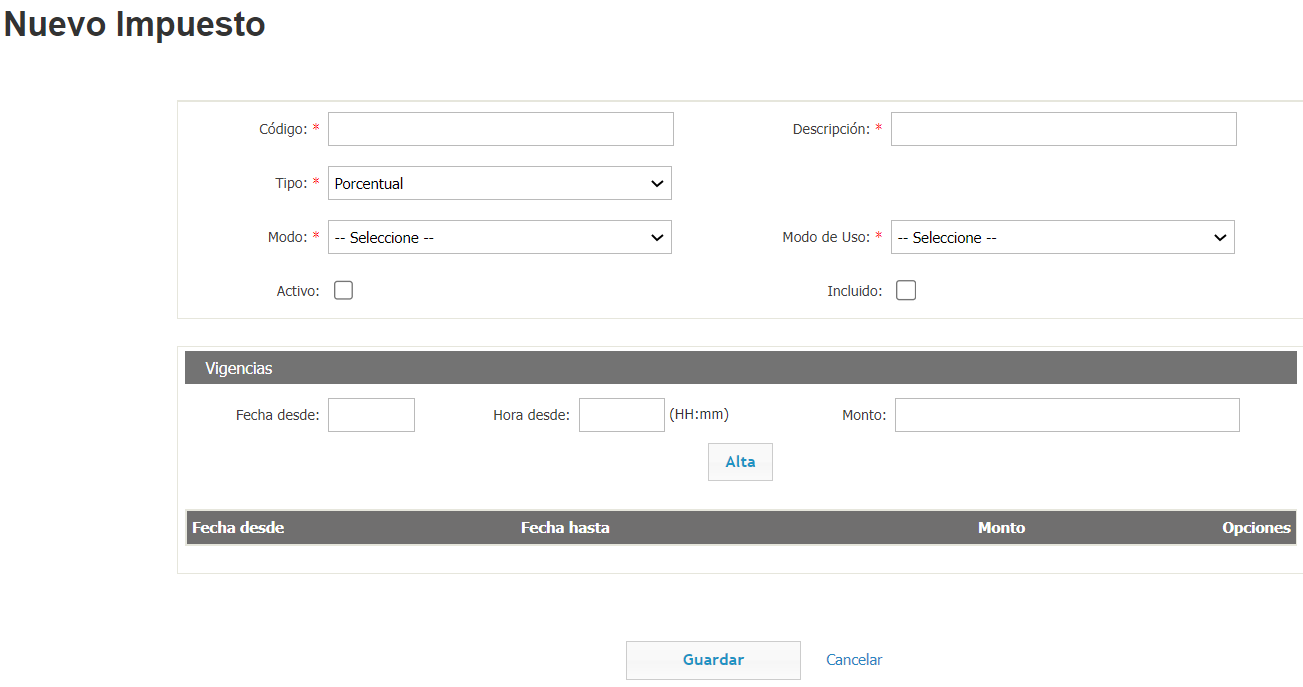 Nuevo Impuesto
Código: * Descripción: *
Tipo: * Porcentual
Modo: * -- Seleccione -- Modo de Uso: * -- Seleccione --
Activo: Incluido:
Vigencias
Fecha desde: Hora desde: (HH:mm) Monto:
Alta
Fecha desde Fecha hasta Monto Opciones
Guardar Cancelar